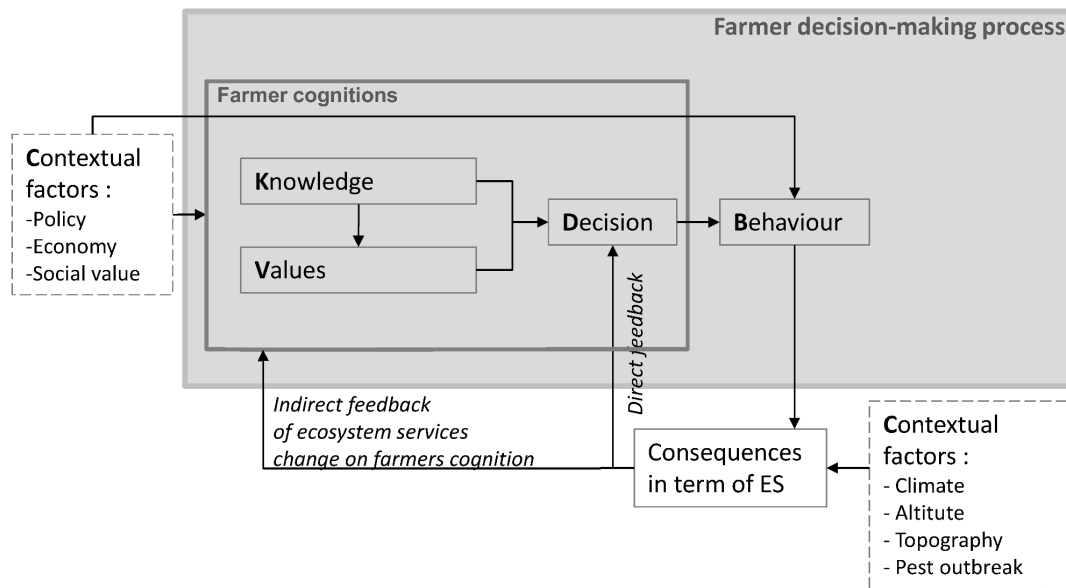 Farmer decision-making process
Farmer cognitions
Contextual
factors :
-Policy
-Economy
-Social value
Knowledge
Values
Decision
Behaviour
Direct feedback
Indirect feedback
of ecosystem services
change on farmers cognition
Consequences
in term of ES
Contextual
factors :
- Climate
- Altitute
- Topography
- Pest outbreak